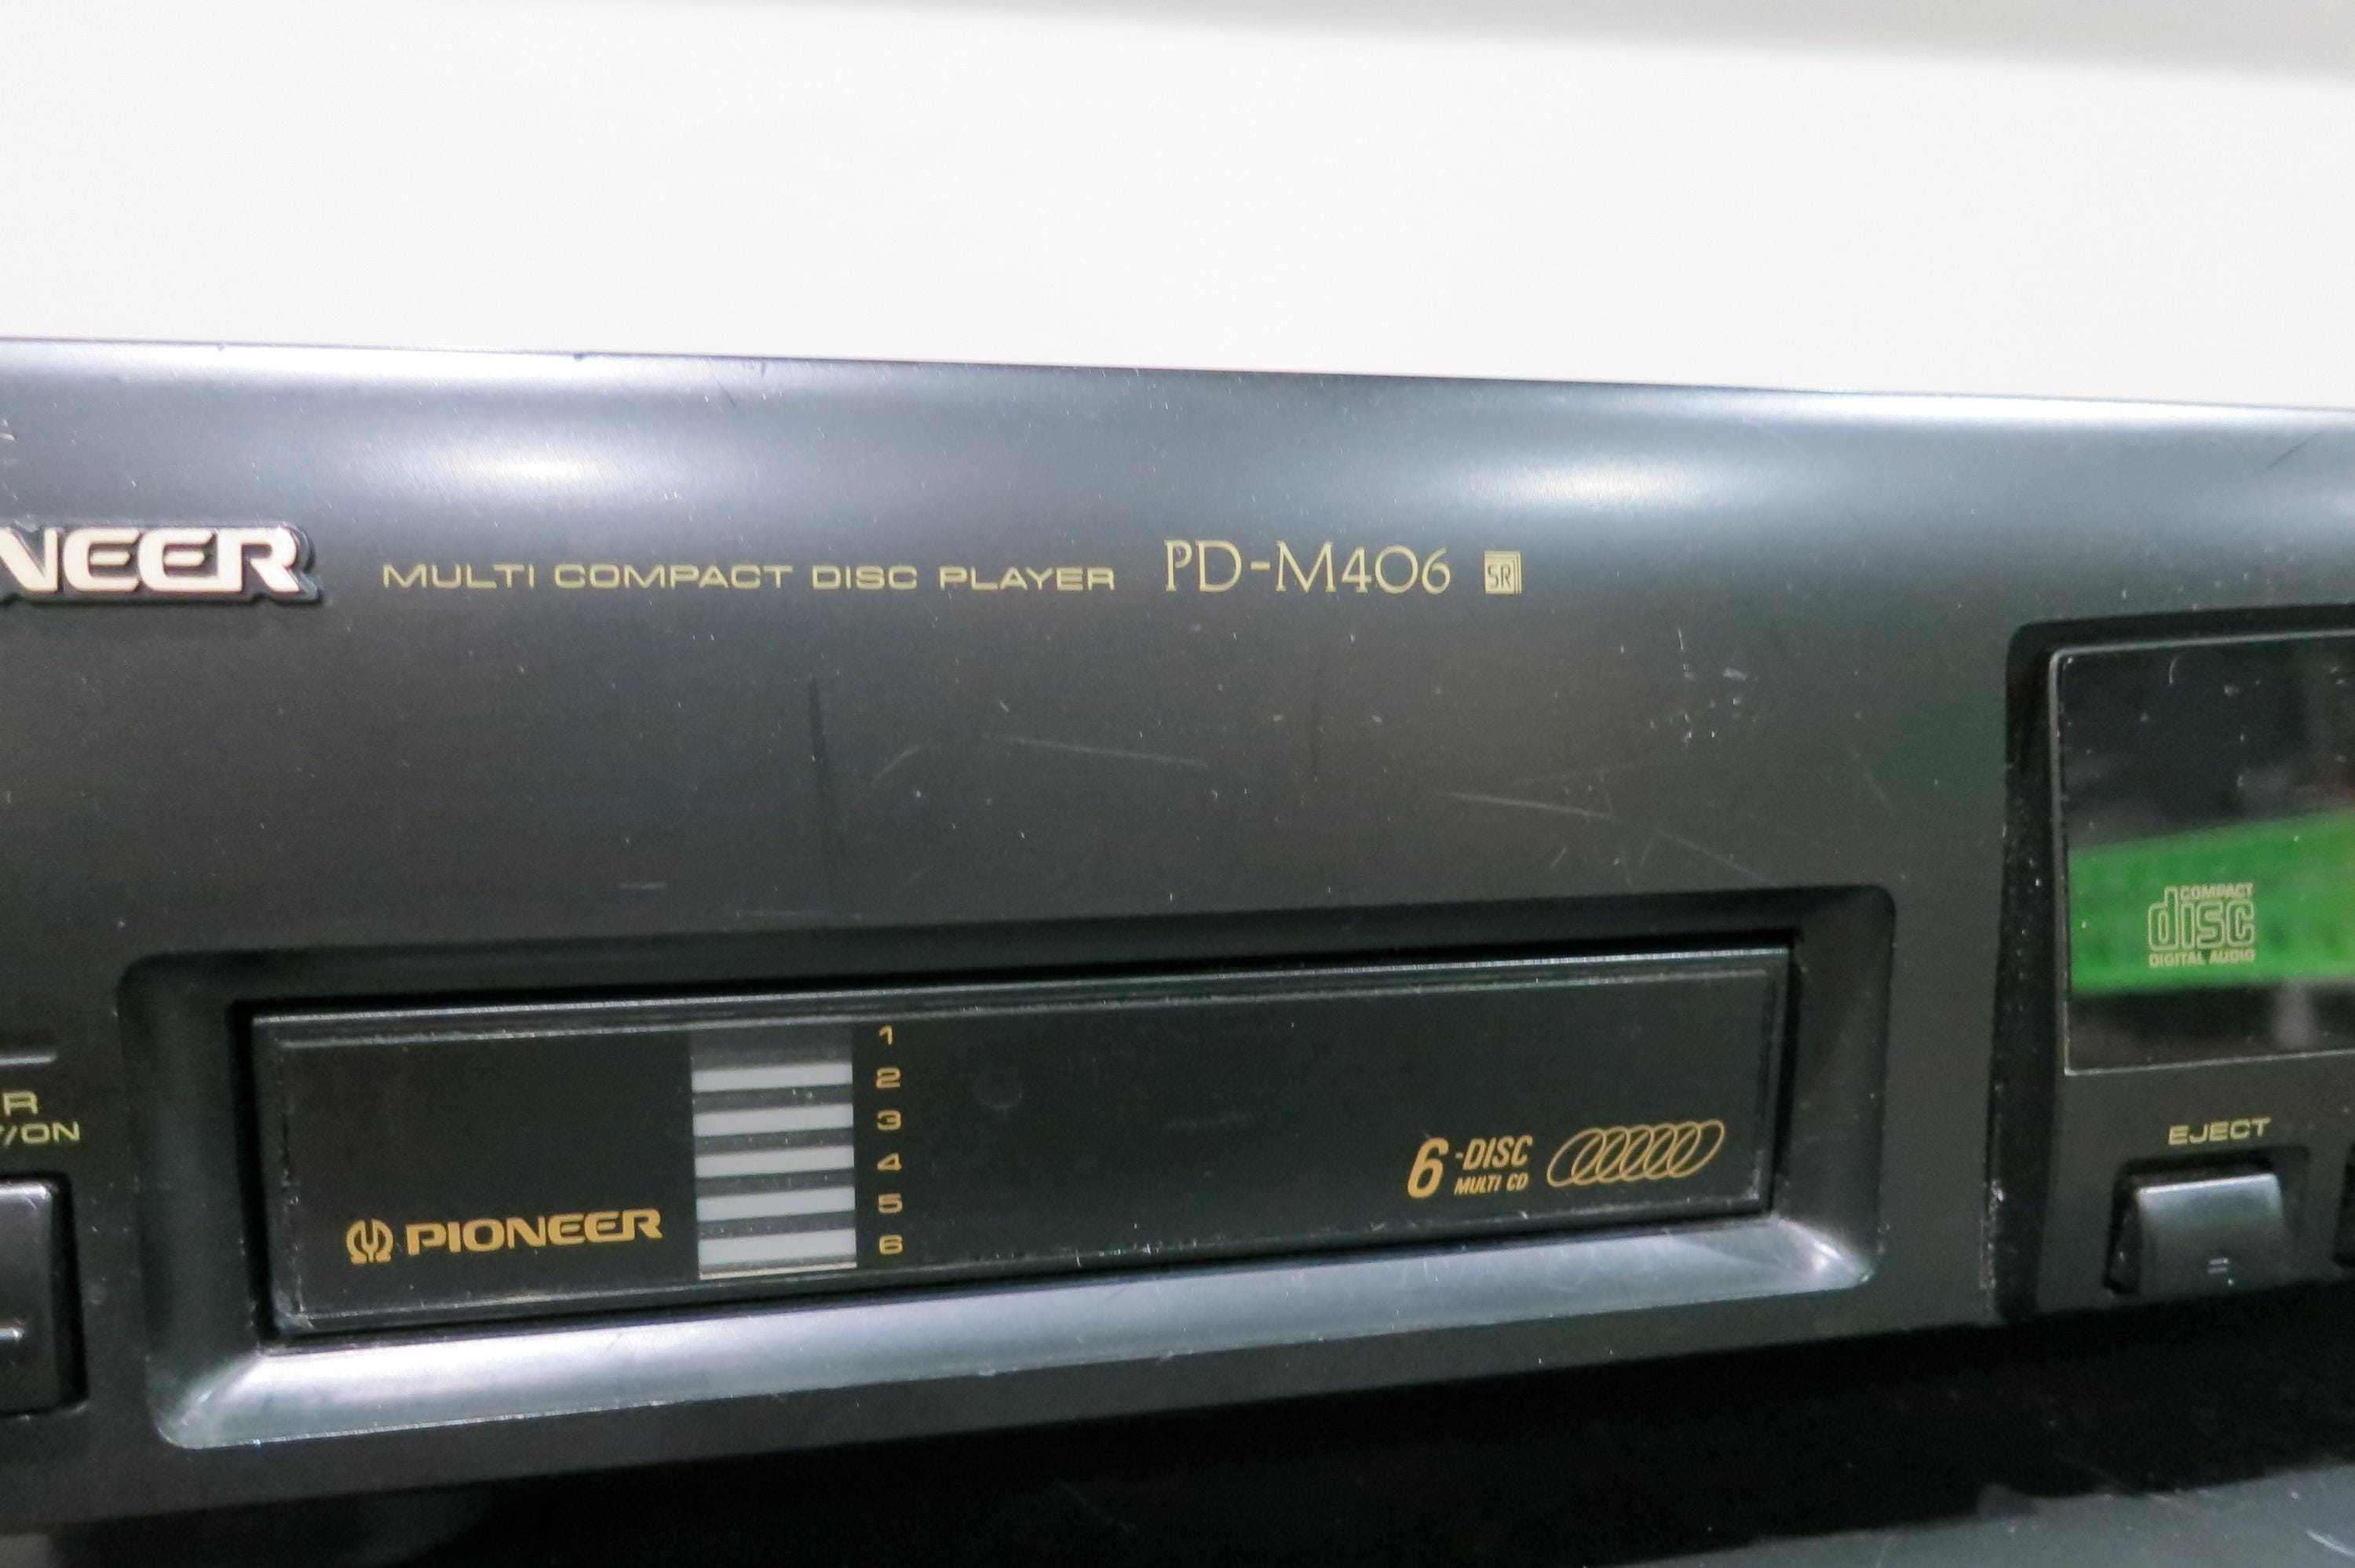 NEER
MULTI COMPACT DISC PLAYER PD-M406 SR
COMPACT
disc
DIGITAL AUDIO
R
/ON
1
2
3
4
5
6
PIONEER
6-DISC
MULTI CD
EJECT